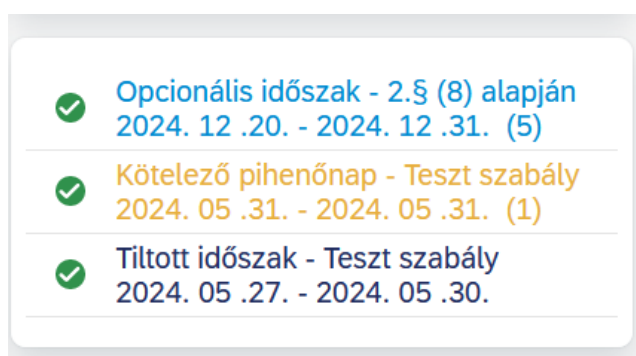 Opcionális időszak - 2.§ (8) alapján
2024. 12 .20. - 2024. 12 .31. (5)
Kötelező pihenőnap - Teszt szabály
2024. 05 .31. - 2024. 05 .31. (1)
Tiltott időszak - Teszt szabály
2024. 05 .27. - 2024. 05 .30.